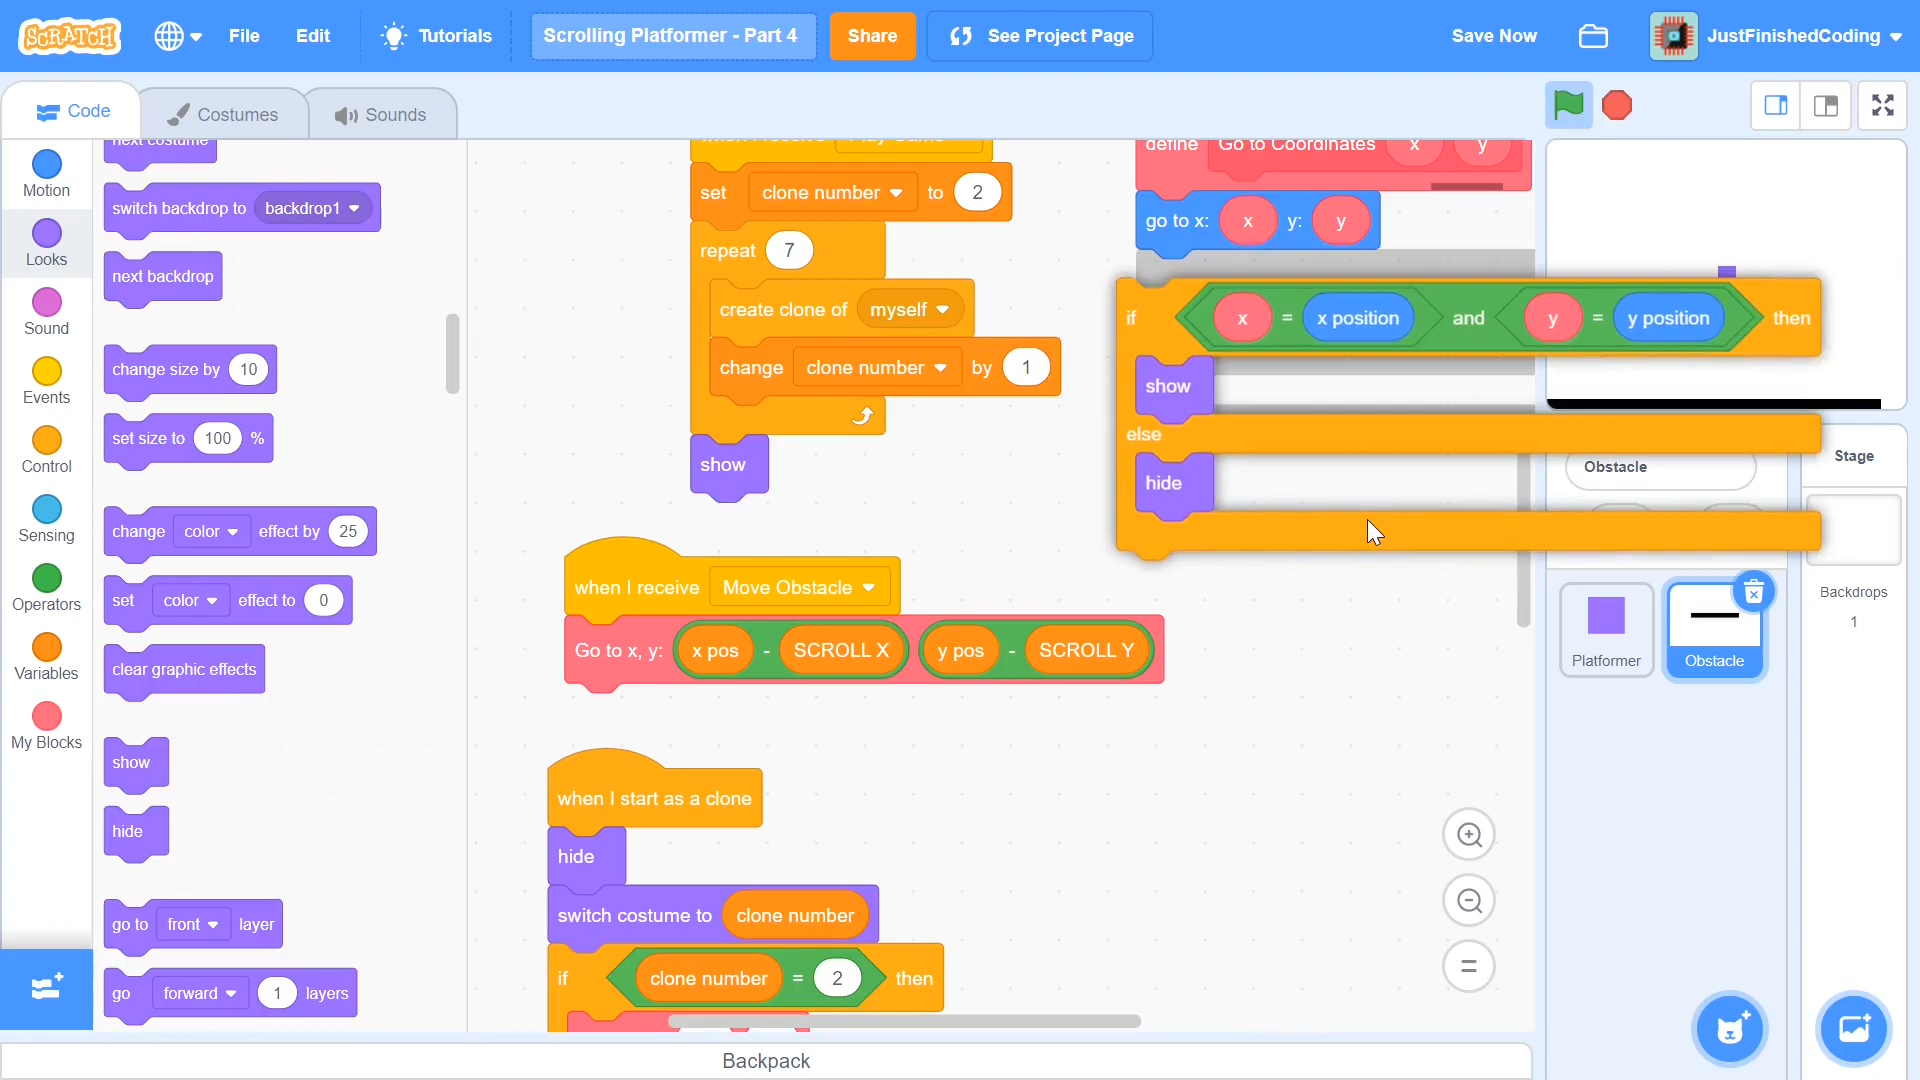 SCRATCH File Edit Tutorials Scrolling Platformer - Part 4 Share See Project Page Save Now JustFinishedCoding
Code Costumes Sounds
Motion
Looks
Sound
Events
Control
Sensing
Operators
Variables
My Blocks
next costume
switch backdrop to backdrop1
next backdrop
change size by 10
set size to 100 %
change color effect by 25
set color effect to 0
clear graphic effects
show
hide
go to front layer
go forward 1 layers
set clone number to 2
repeat 7
create clone of myself
change clone number by 1
show
when I receive Move Obstacle
Go to x, y: x pos - SCROLL X y pos - SCROLL Y
when I start as a clone
hide
switch costume to clone number
if clone number = 2 then
define Go to Coordinates x y
go to x: x y: y
if x = x position and y = y position then
show
else
hide
Obstacle
Platformer
Obstacle
Stage
Backdrops
1
Backpack